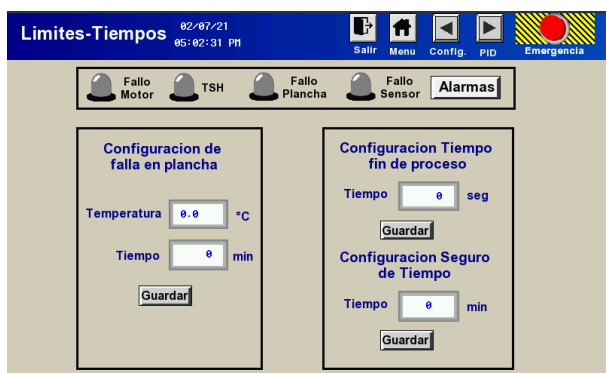 Limites-Tiempos
02/07/21
05:02:31 PM
Salir
Menu
Config.
PID
Emergencia
Fallo
Motor
TSH
Fallo
Plancha
Fallo
Sensor
Alarmas
Configuracion de
falla en plancha
Temperatura 0.0 °C
Tiempo 0 min
Guardar
Configuracion Tiempo
fin de proceso
Tiempo 0 seg
Guardar
Configuracion Seguro
de Tiempo
Tiempo 0 min
Guardar